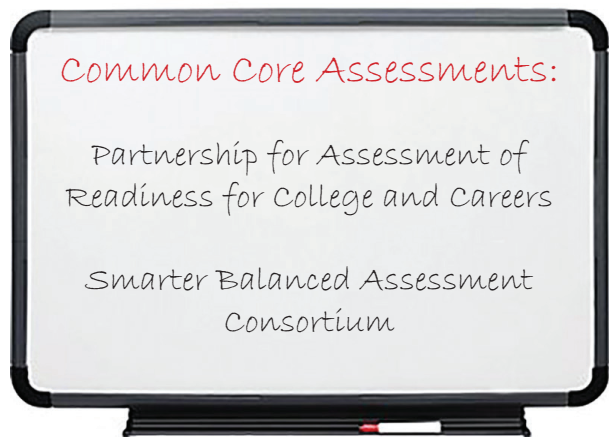 Common Core Assessments:
Partnership for Assessment of
Readiness for College and Careers
Smarter Balanced Assessment
Consortium